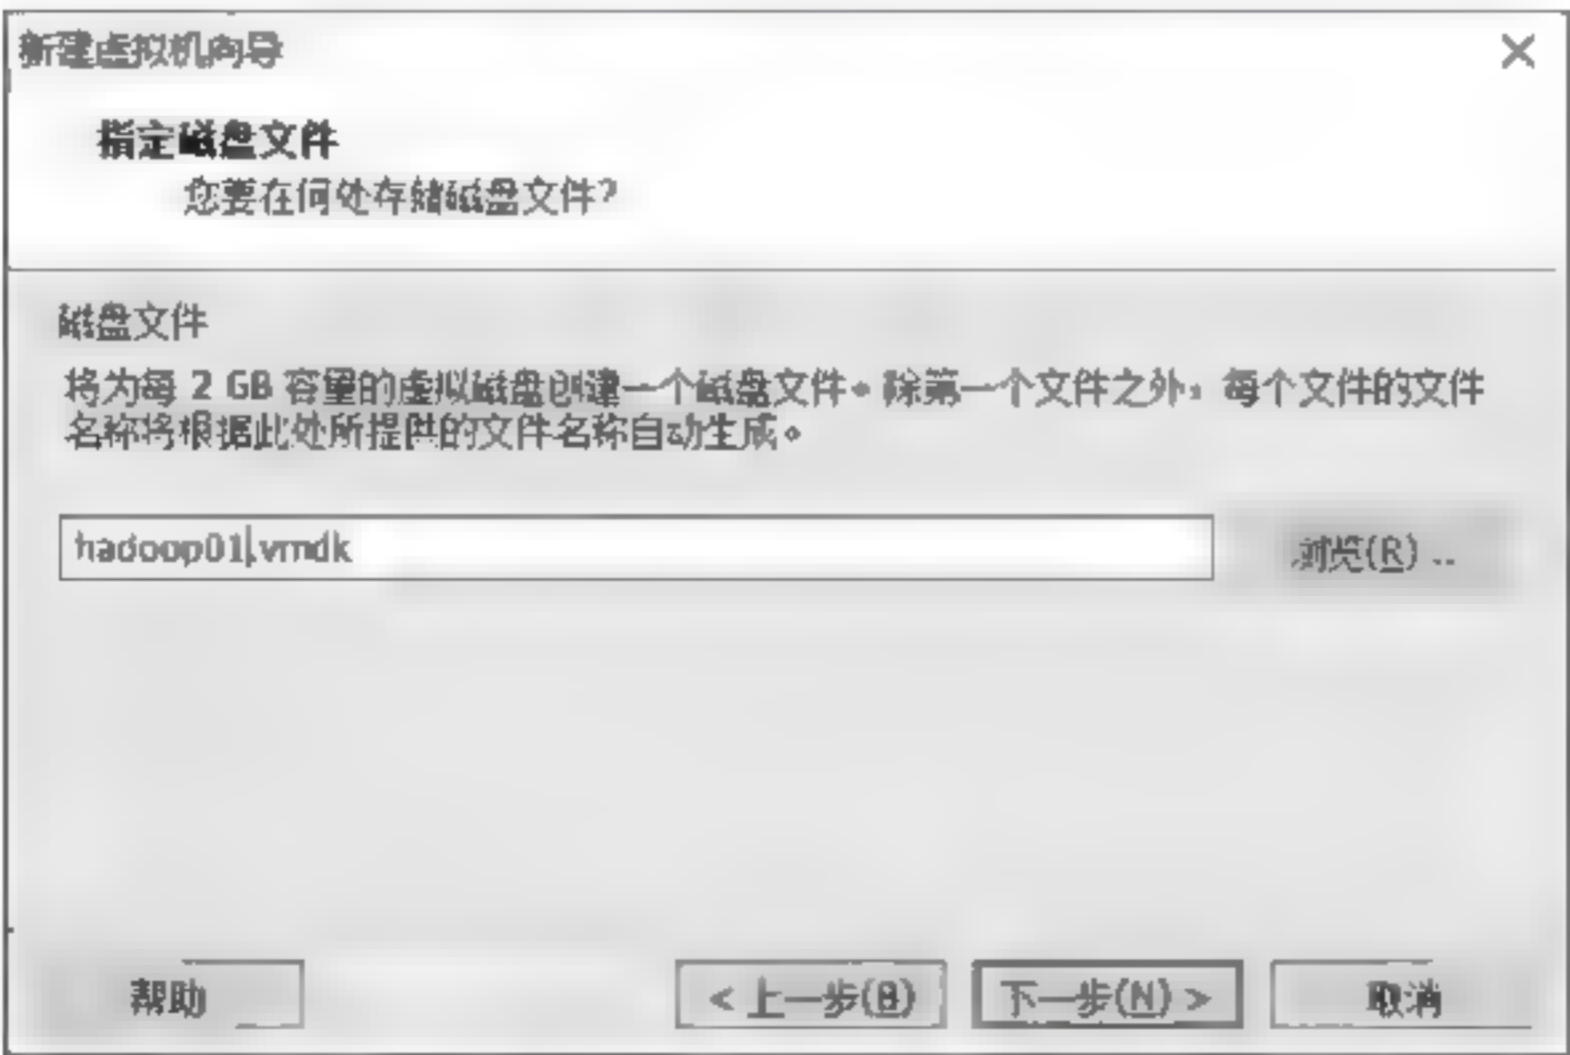 新建虚拟机向导
指定磁盘文件
您要在何处存储磁盘文件?
磁盘文件
将为每 2 GB 容量的虚拟磁盘创建一个磁盘文件。除第一个文件之外，每个文件的文件
名称将根据此处所提供的文件名称自动生成。
hadoop01.vmdk
浏览(R)...
帮助
< 上一步(B)
下一步(N) >
取消